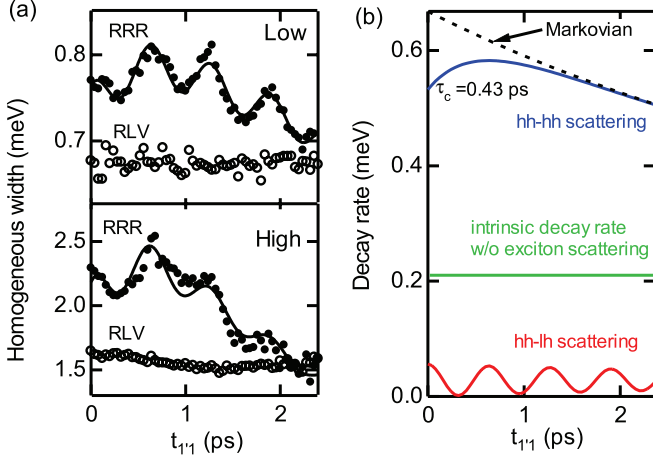 (a)
RRR
Low
0.8
0.7
RLV
RRR
High
2.5
2.0
RLV
1.5
0
1
2
t1'1 (ps)
Homogeneous width (meV)
(b)
0.6
Markovian
τc =0.43 ps
hh-hh scattering
0.4
intrinsic decay rate
w/o exciton scattering
0.2
hh-lh scattering
0.0
0
1
2
t1'1 (ps)
Decay rate (meV)